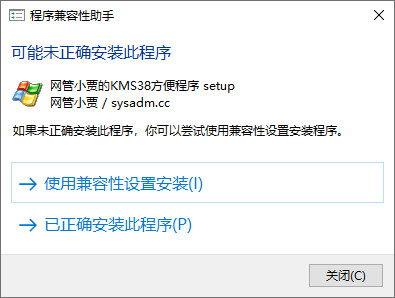 程序兼容性助手
可能未正确安装此程序
网管小贾的KMS38方便程序 setup
网管小贾 / sysadm.cc
如果未正确安装此程序，你可以尝试使用兼容性设置安装程序。
使用兼容性设置安装(I)
已正确安装此程序(P)
关闭(C)